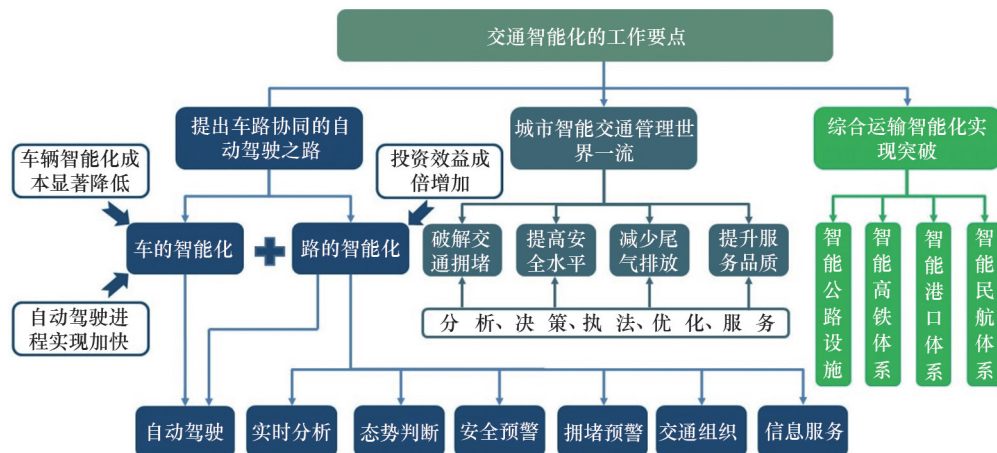 交通智能化的工作要点
提出车路协同的自
动驾驶之路
城市智能交通管理世
界一流
综合运输智能化实
现突破
车辆智能化成
本显著降低
投资效益成
倍增加
车的智能化
路的智能化
自动驾驶进
程实现加快
破解交
通拥堵
提高安
全水平
减少尾
气排放
提升服
务品质
分析、决策、执法、优化、服务
智能公路设施
智能高铁体系
智能港口体系
智能民航体系
自动驾驶
实时分析
态势判断
安全预警
拥堵预警
交通组织
信息服务